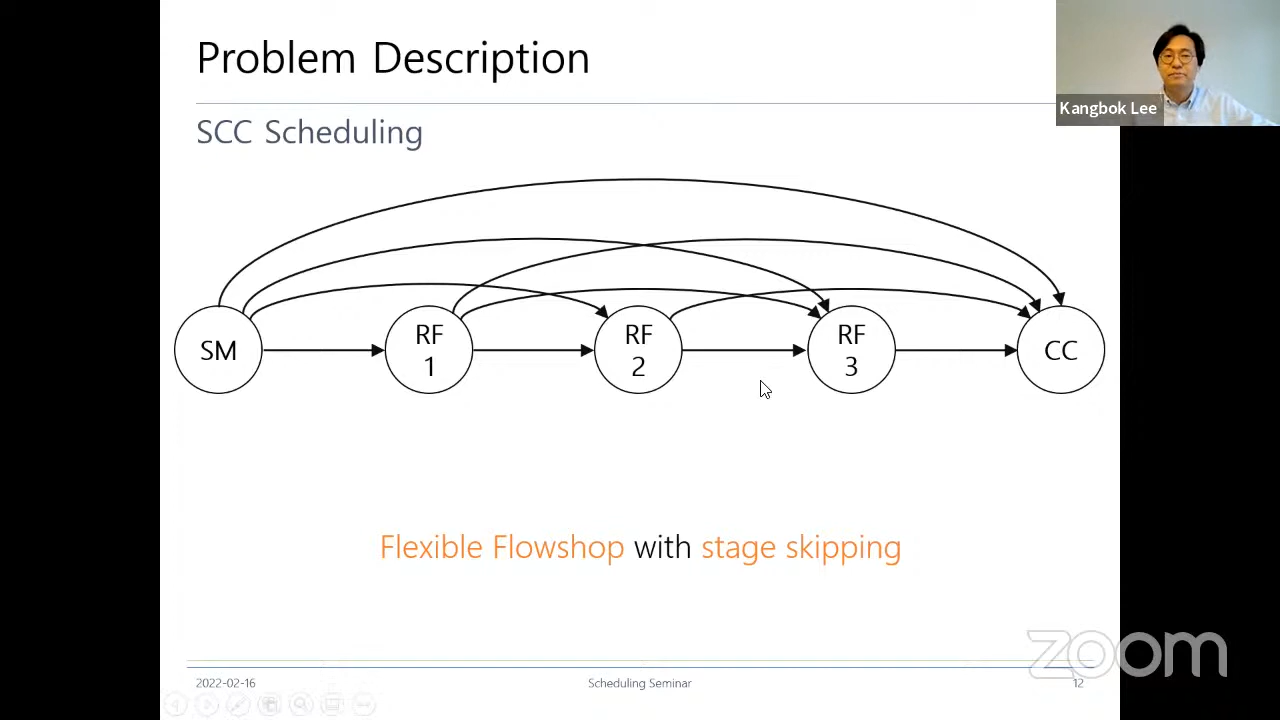 Problem Description
Kangbok Lee
SCC Scheduling
SM
RF
1
RF
2
RF
3
CC
Flexible Flowshop with stage skipping
zoom
2022-02-16
Scheduling Seminar
12